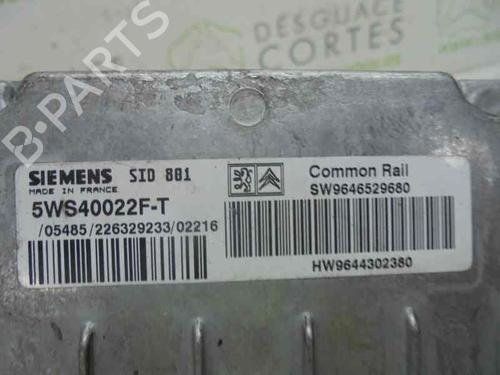 DESGUACE
CORTES
B-PARTS
SIEMENS SID 801
MADE IN FRANCE
5WS40022F-T
/05485/226329233/02216
Common Rail
SW9646529680
HW9644302380